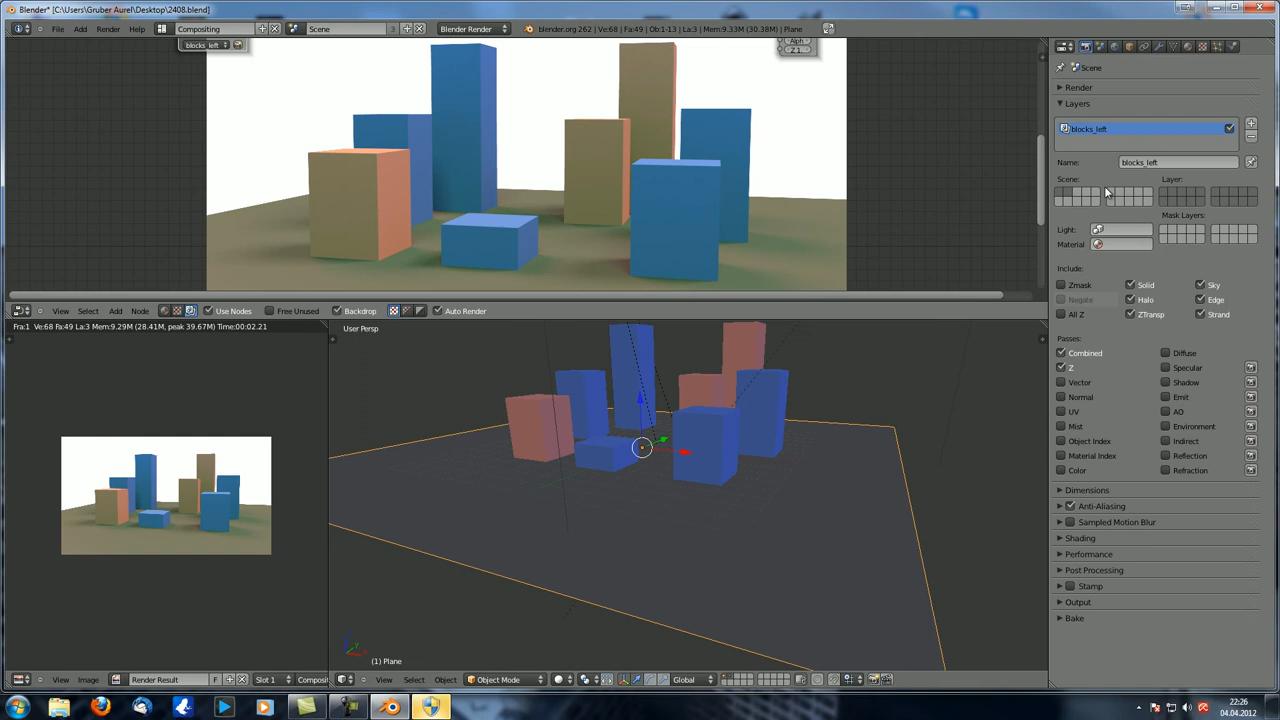 Blender* [C:\Users\Gruber Aurel\Desktop\2408.blend]
File Add Render Help Compositing Scene 3 Blender Render blender.org 262 | Ve:68 | Fa:49 | Ob:1-13 | La:3 | Mem:9.33M (30.38M) | Plane
blocks_left
Alph
Z 1
Scene
Render
Layers
blocks_left
Name: blocks_left
Scene: Layer:
Mask Layers:
Light:
Material
Include:
Zmask Solid Sky
Negate Halo Edge
All Z ZTransp Strand
Passes:
Combined Diffuse
Z Specular
Vector Shadow
Normal Emit
UV AO
Mist Environment
Object Index Indirect
Material Index Reflection
Color Refraction
Dimensions
Anti-Aliasing
Sampled Motion Blur
Shading
Performance
Post Processing
Stamp
Output
Bake
View Select Add Node Use Nodes Free Unused Backdrop Auto Render
Fra:1 Ve:68 Fa:49 La:3 Mem:9.29M (28.41M, peak 39.67M) Time:00:02.21
User Persp
(1) Plane
View Image Render Result F Slot 1 Composi
View Select Object Object Mode Global
22:26
04.04.2012